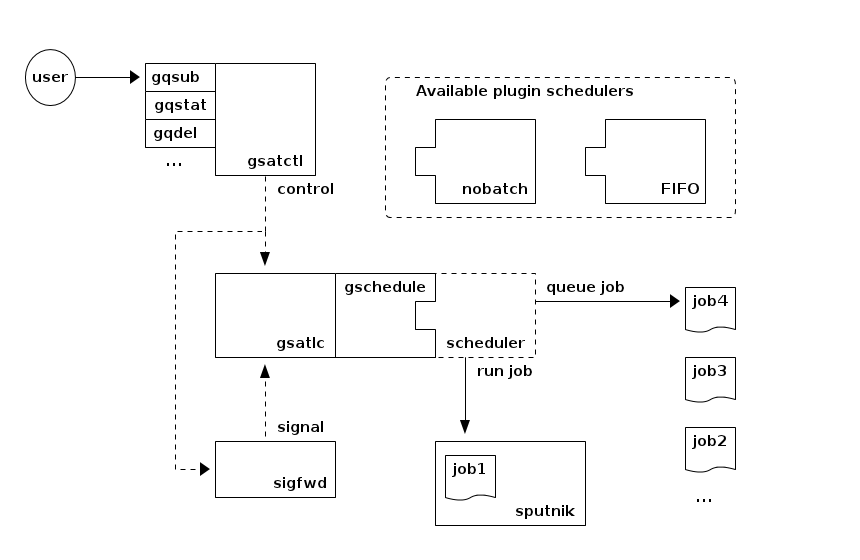 user
gqsub
gqstat
gqdel
...
gsatctl
control
Available plugin schedulers
nobatch
FIFO
gsatlc
gschedule
scheduler
queue job
run job
signal
sigfwd
job1
sputnik
job4
job3
job2
...